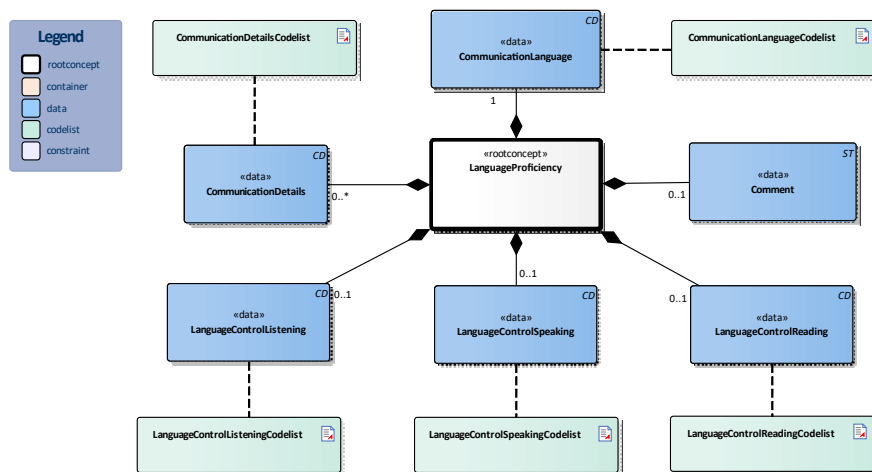 Legend
rootconcept
container
data
codelist
constraint
CommunicationDetailsCodelist
CD
«data»
CommunicationLanguage
CommunicationLanguageCodelist
1
CD
«data»
CommunicationDetails
0..*
«rootconcept»
LanguageProficiency
ST
«data»
Comment
0..1
CD
«data»
LanguageControlListening
0..1
CD
«data»
LanguageControlSpeaking
0..1
CD
«data»
LanguageControlReading
0..1
LanguageControlListeningCodelist
LanguageControlSpeakingCodelist
LanguageControlReadingCodelist